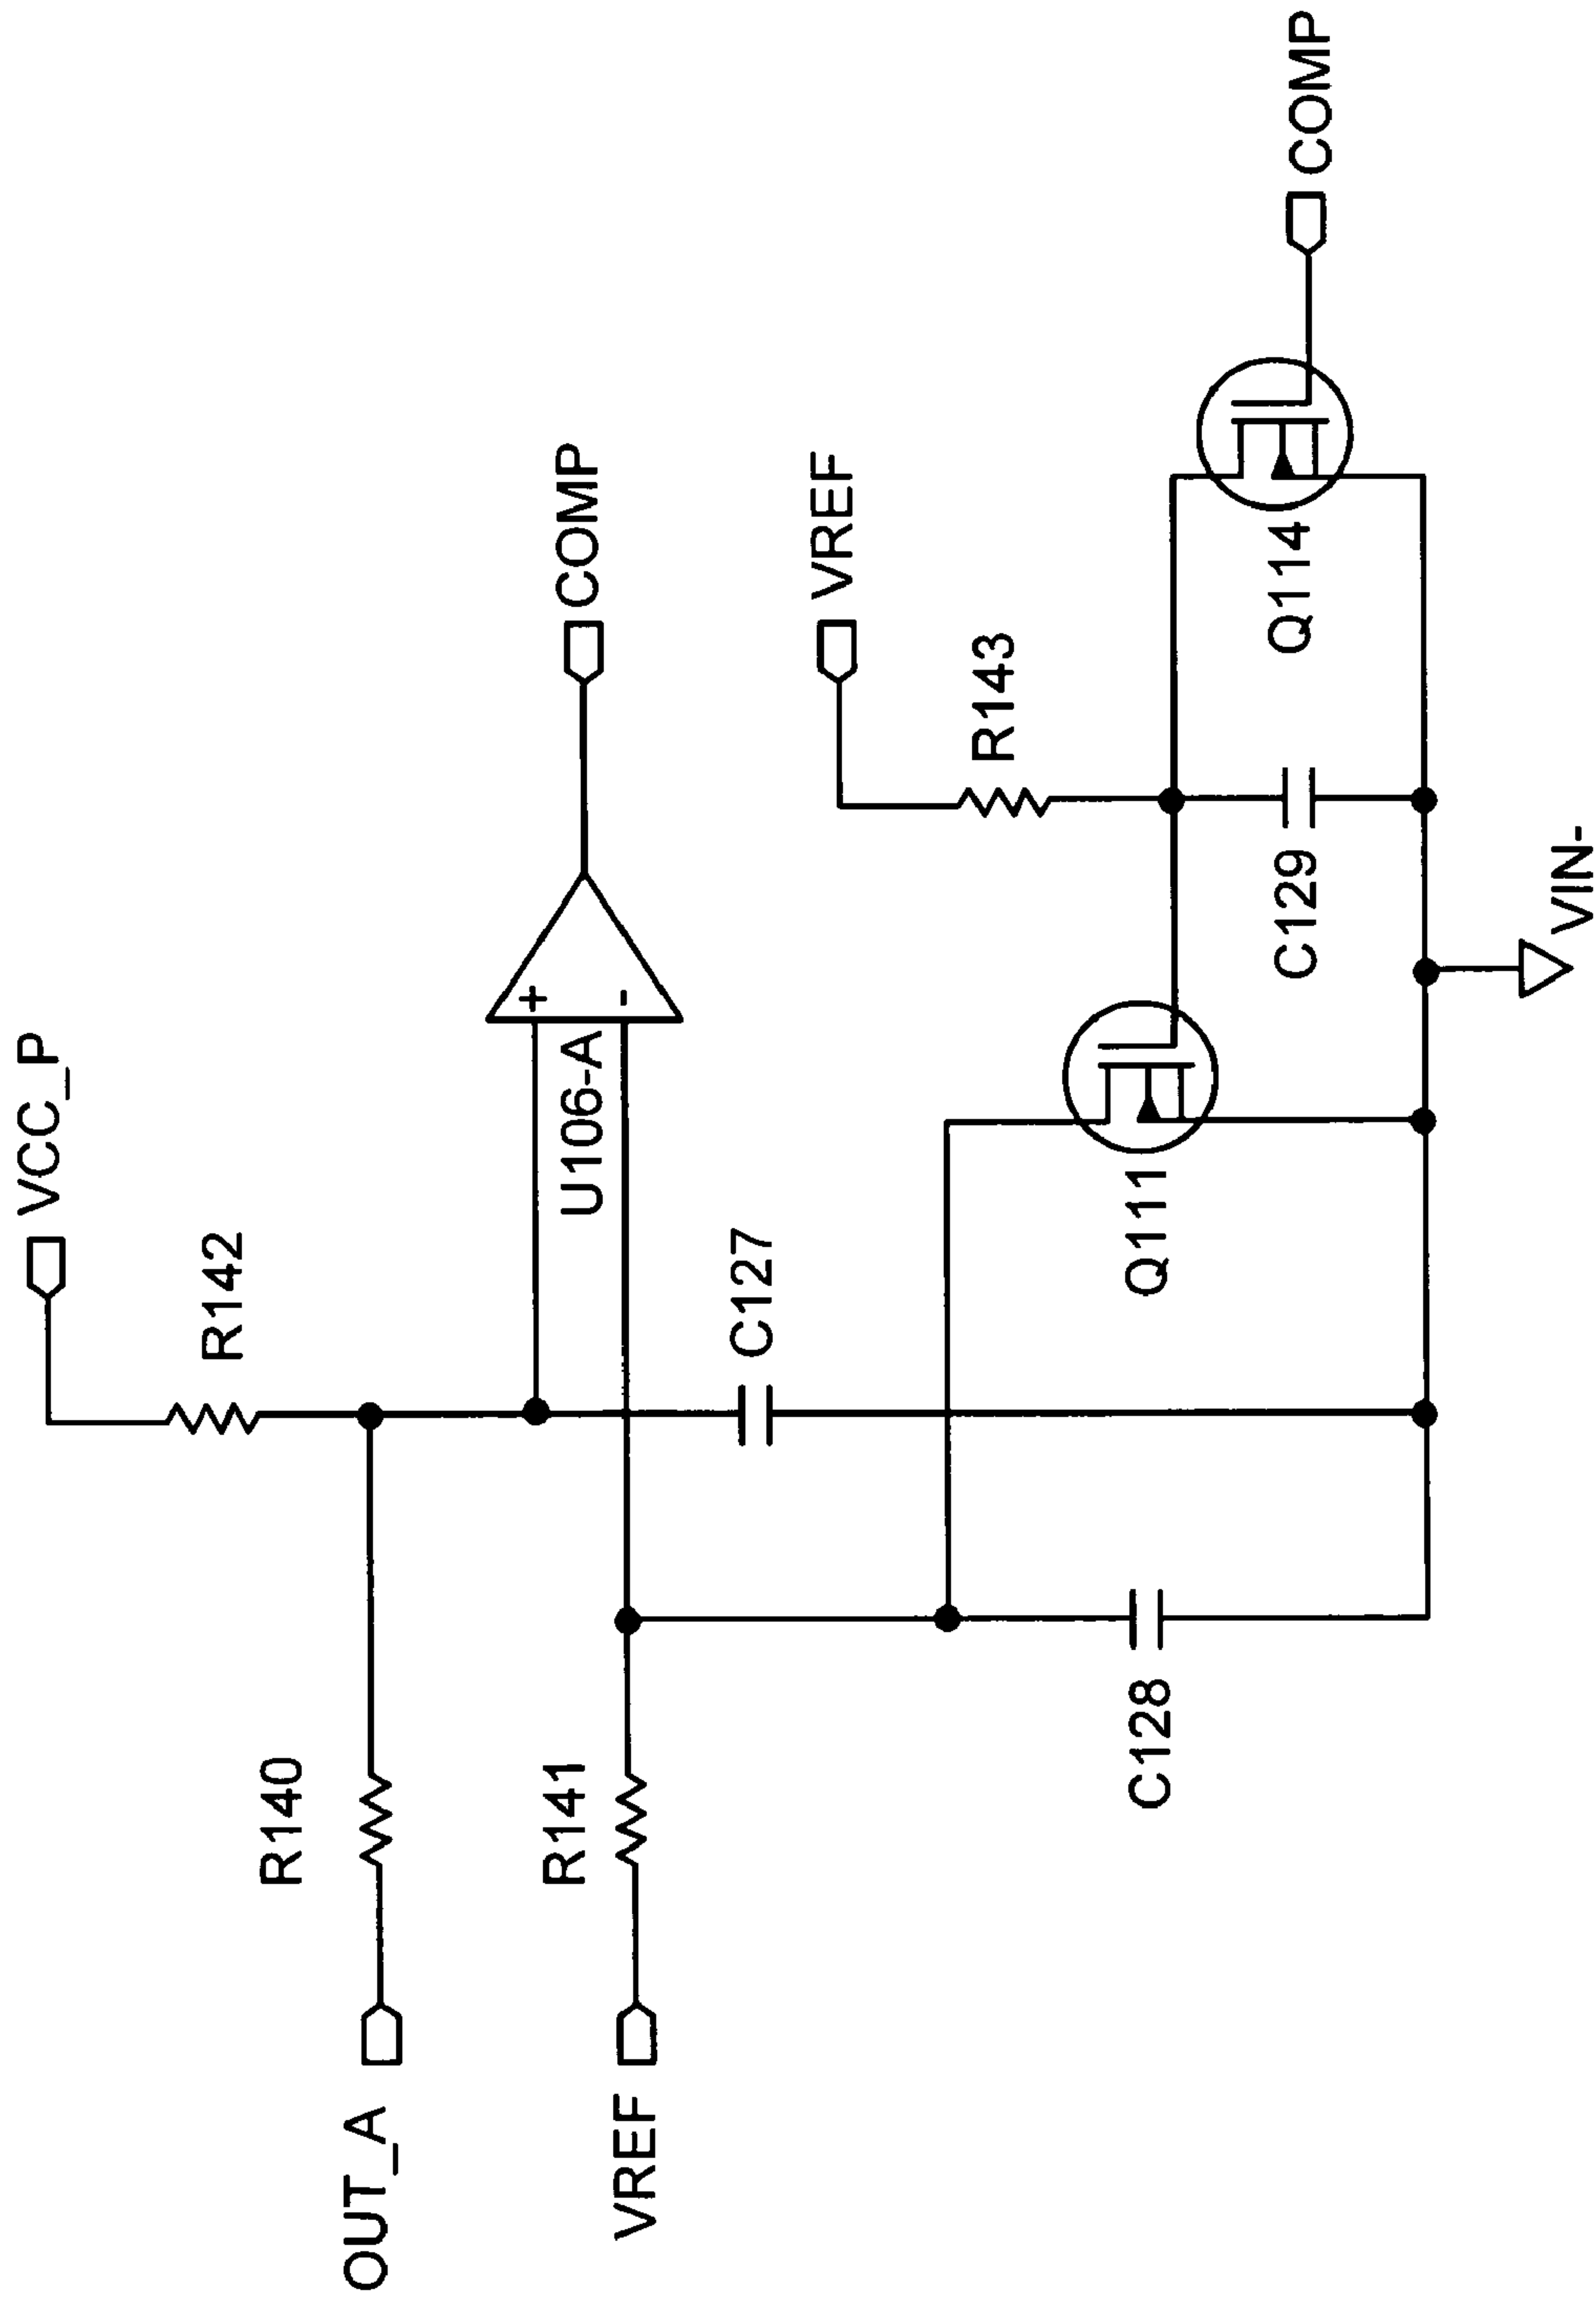 VCC_P
R142
OUT_A
R140
+
U106-A
-
COMP
VREF
R141
C127
VREF
R143
C128
Q111
C129
Q114
COMP
VIN-